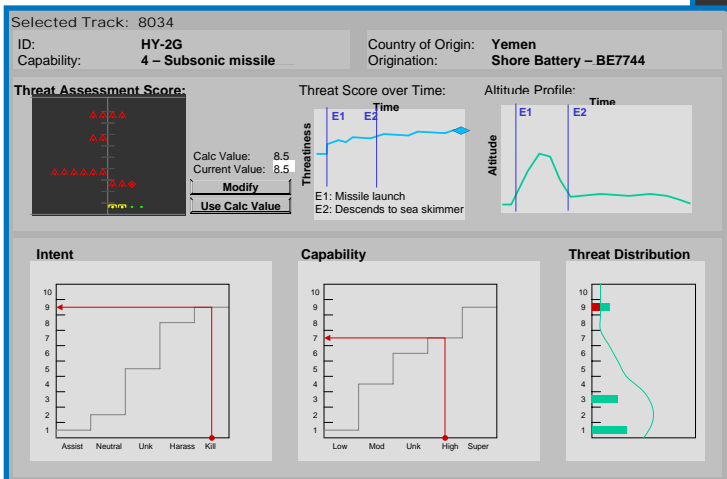 Selected Track: 8034
ID: HY-2G Country of Origin: Yemen
Capability: 4 – Subsonic missile Origination: Shore Battery – BE7744
Threat Assessment Score: Threat Score over Time: Altitude Profile:
Time Time
E1 E2 E1 E2
Threatiness
Altitude
Calc Value: 8.5
Current Value: 8.5
Modify
Use Calc Value
E1: Missile launch
E2: Descends to sea skimmer
Intent Capability Threat Distribution
10 10 10
9 9 9
8 8 8
7 7 7
6 6 6
5 5 5
4 4 4
3 3 3
2 2 2
1 1 1
Assist Neutral Unk Harass Kill Low Mod Unk High Super